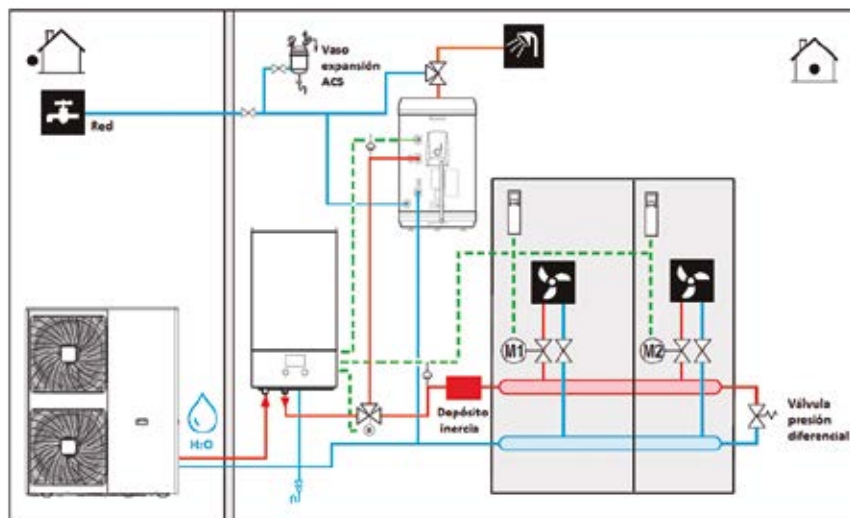 Vaso
expansión
ACS
Red
H₂O
M1
M2
Depósito
inercia
Válvula
presión
diferencial